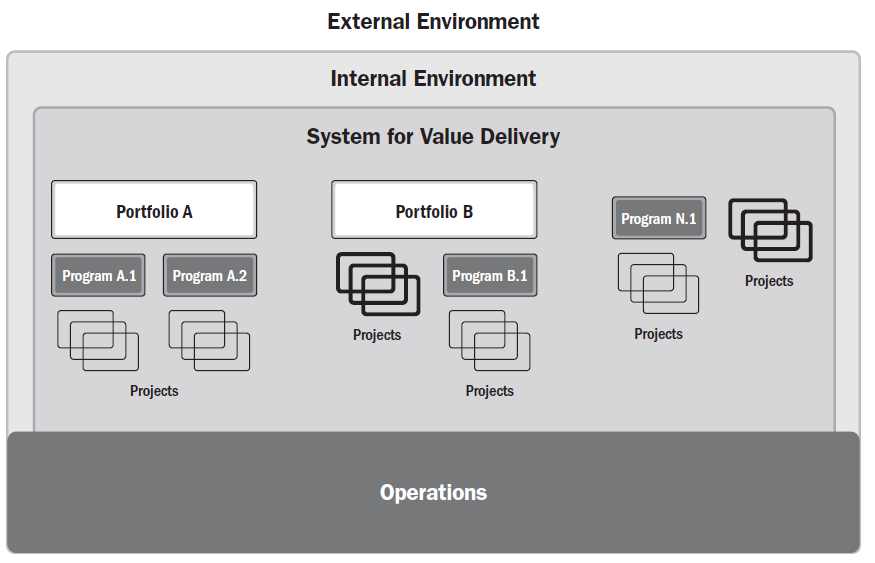 External Environment
Internal Environment
System for Value Delivery
Portfolio A
Portfolio B
Program N.1
Program A.1
Program A.2
Program B.1
Projects
Projects
Projects
Projects
Projects
Operations